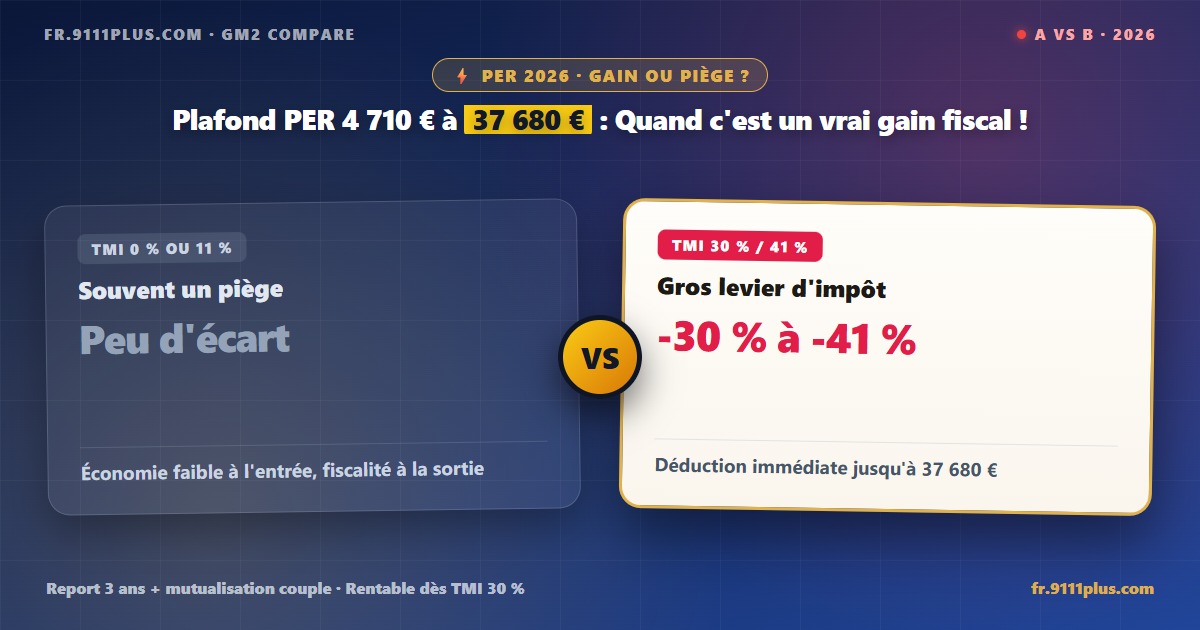 FR.9111PLUS.COM · GM2 COMPARE
A VS B · 2026
PER 2026 · GAIN OU PIÈGE ?
Plafond PER 4 710 € à 37 680 € : Quand c'est un vrai gain fiscal !
TMI 0 % OU 11 %
Souvent un piège
Peu d'écart
Économie faible à l'entrée, fiscalité à la sortie
VS
TMI 30 % / 41 %
Gros levier d'impôt
-30 % à -41 %
Déduction immédiate jusqu'à 37 680 €
Report 3 ans + mutualisation couple · Rentable dès TMI 30 %
fr.9111plus.com